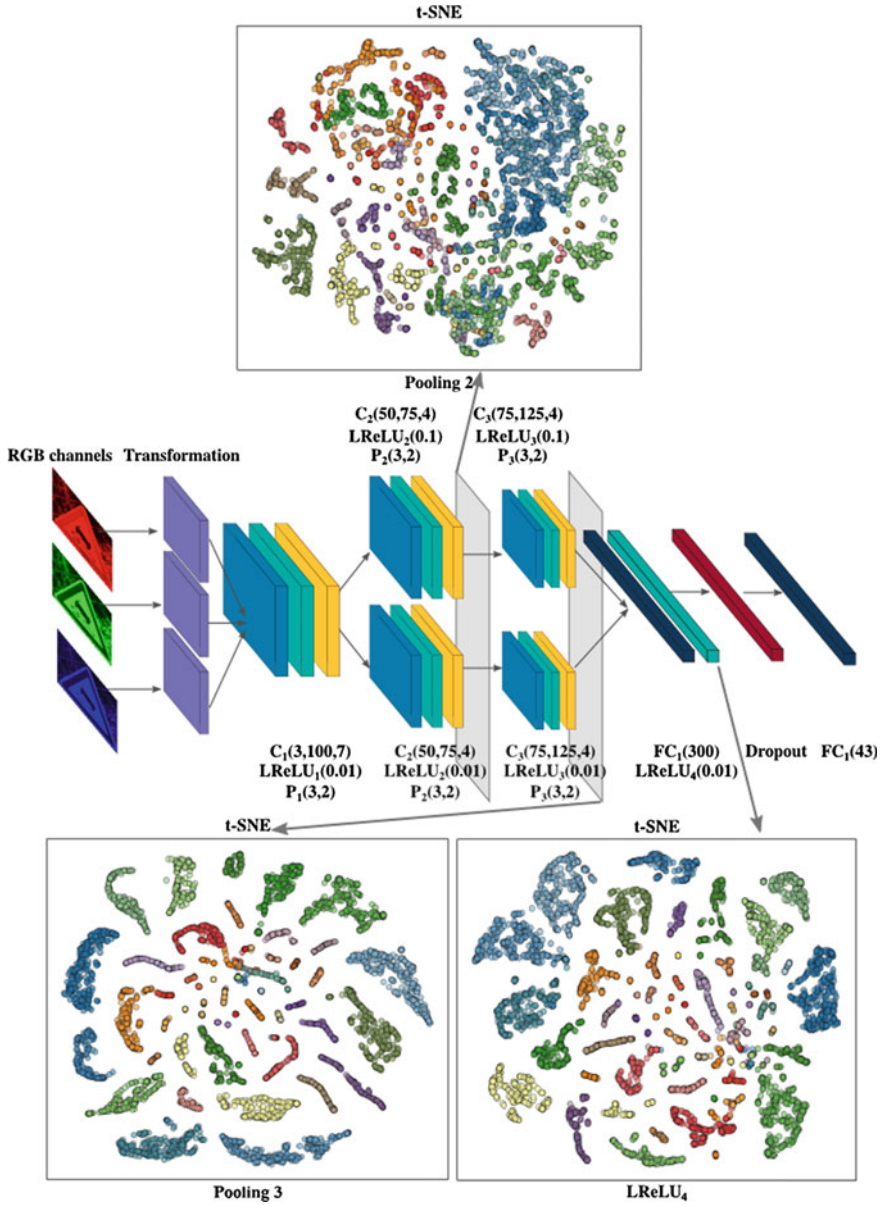 t-SNE
Pooling 2
C₂(50,75,4)
LReLU₂(0.1)
P₂(3,2)
C₃(75,125,4)
LReLU₃(0.1)
P₃(3,2)
RGB channels
Transformation
C₁(3,100,7)
LReLU₁(0.01)
P₁(3,2)
C₂(50,75,4)
LReLU₂(0.01)
P₂(3,2)
C₃(75,125,4)
LReLU₃(0.01)
P₃(3,2)
FC₁(300)
LReLU₄(0.01)
Dropout
FC₁(43)
t-SNE
Pooling 3
t-SNE
LReLU₄